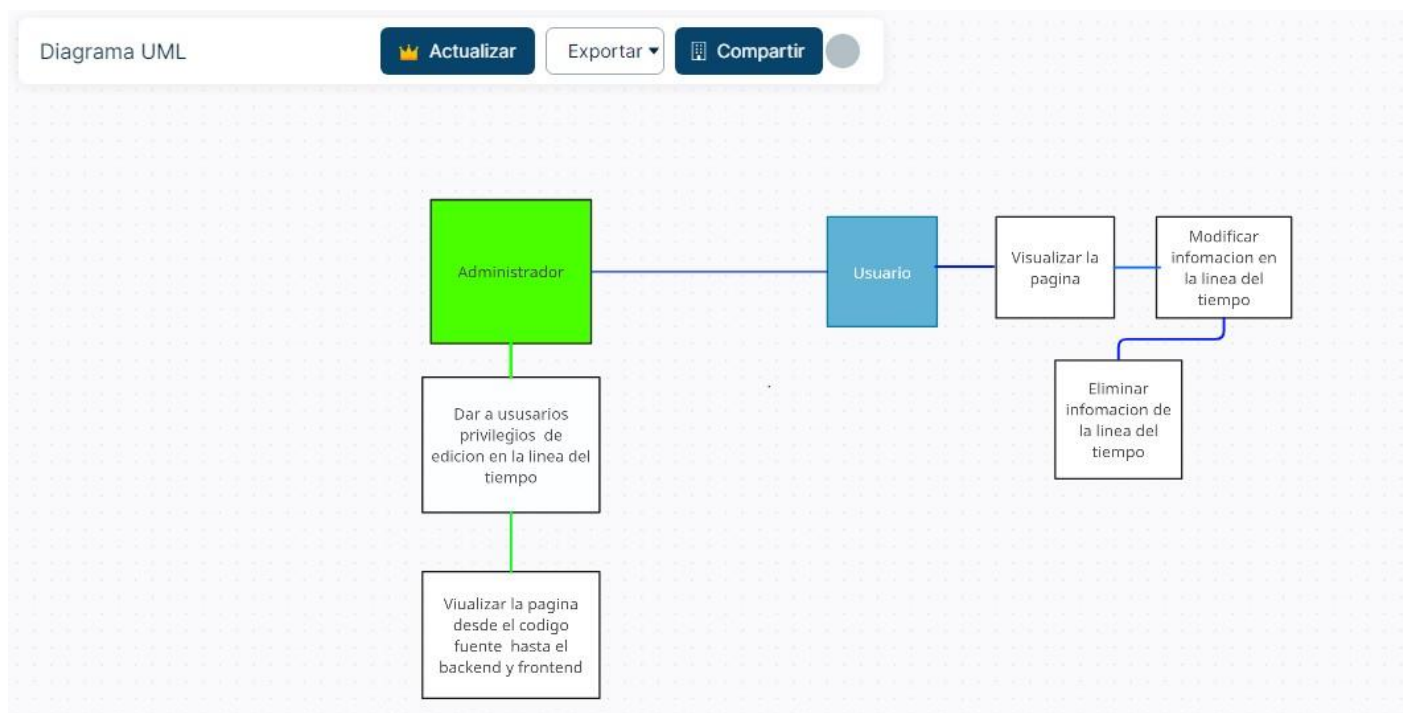 Diagrama UML
Actualizar
Exportar
Compartir
Administrador
Usuario
Visualizar la
pagina
Modificar
infomacion en
la linea del
tiempo
Eliminar
infomacion de
la linea del
tiempo
Dar a ususarios
privilegios de
edicion en la linea del
tiempo
Viualizar la pagina
desde el codigo
fuente hasta el
backend y frontend